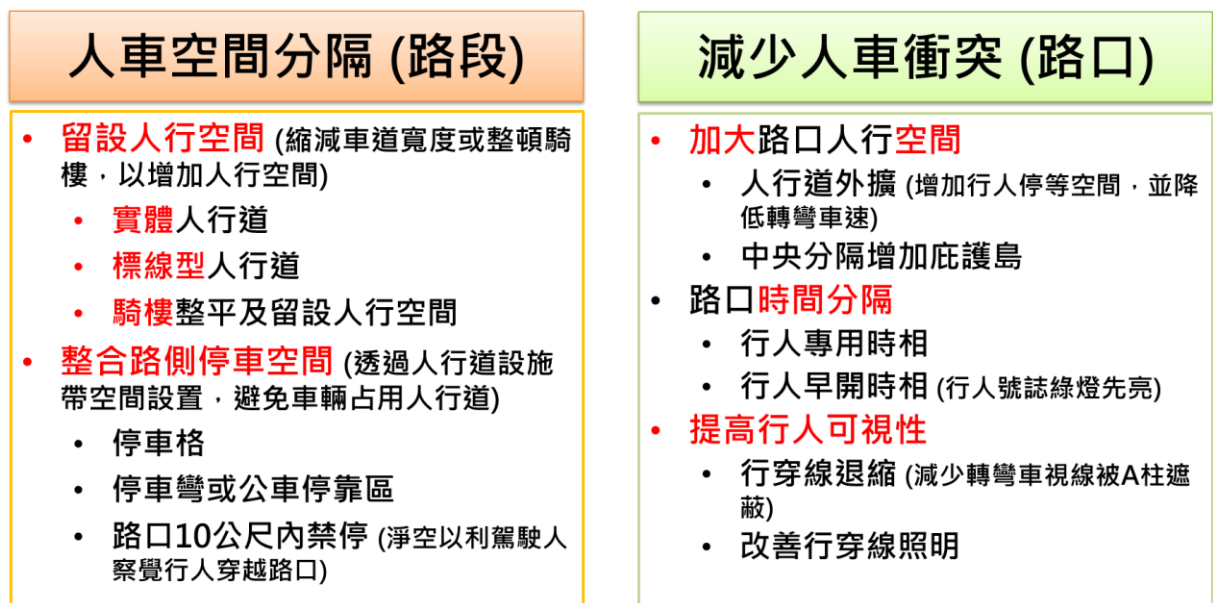 人車空間分隔 (路段)
• 留設人行空間 (縮減車道寬度或整頓騎
樓，以增加人行空間)
• 實體人行道
• 標線型人行道
• 騎樓整平及留設人行空間
• 整合路側停車空間 (透過人行道設施
帶空間設置，避免車輛占用人行道)
• 停車格
• 停車彎或公車停靠區
• 路口10公尺內禁停 (淨空以利駕駛人
察覺行人穿越路口)
減少人車衝突 (路口)
• 加大路口人行空間
• 人行道外擴 (增加行人停等空間，並降
低轉彎車速)
• 中央分隔增加庇護島
• 路口時間分隔
• 行人專用時相
• 行人早開時相 (行人號誌綠燈先亮)
• 提高行人可視性
• 行穿線退縮 (減少轉彎車視線被A柱遮
蔽)
• 改善行穿線照明